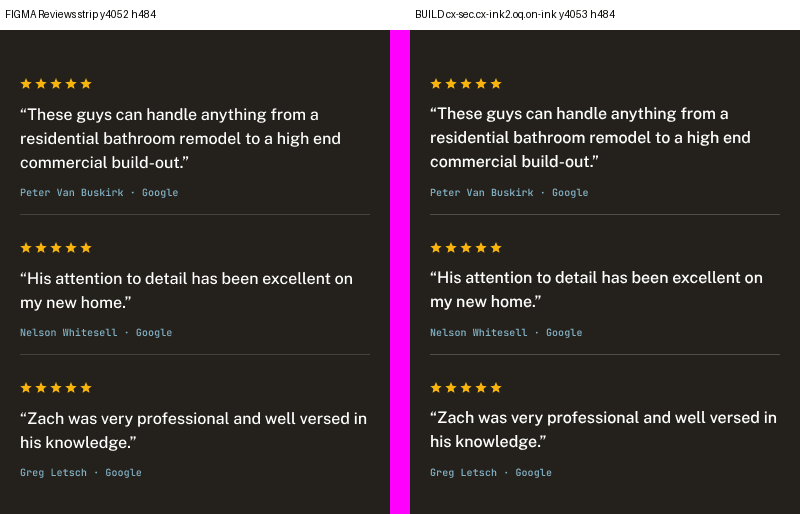 FIGMA Reviews strip y4052 h484
BUILD cx-sec.cx-ink2.oq.on-ink y4053 h484
“These guys can handle anything from a
residential bathroom remodel to a high end
commercial build-out.”
Peter Van Buskirk · Google
“His attention to detail has been excellent on
my new home.”
Nelson Whitesell · Google
“Zach was very professional and well versed in
his knowledge.”
Greg Letsch · Google
“These guys can handle anything from a
residential bathroom remodel to a high end
commercial build-out.”
Peter Van Buskirk · Google
“His attention to detail has been excellent on
my new home.”
Nelson Whitesell · Google
“Zach was very professional and well versed in
his knowledge.”
Greg Letsch · Google